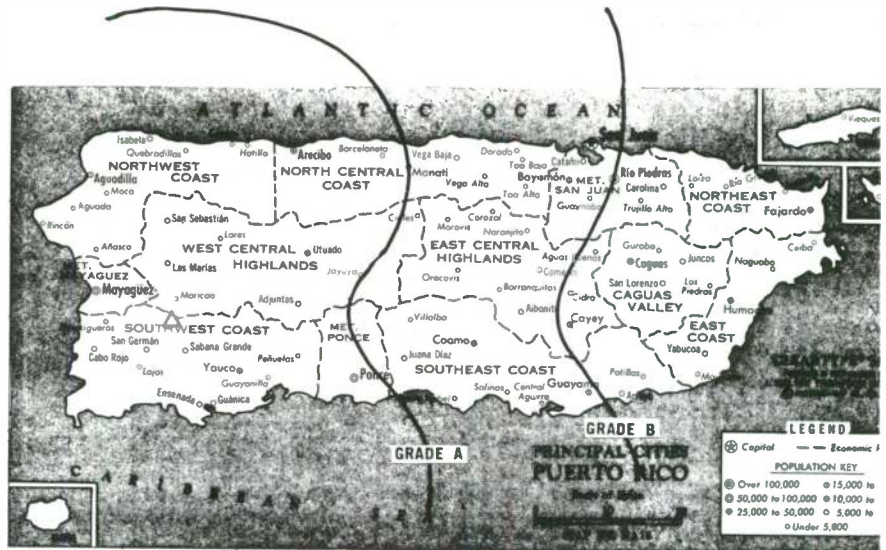 ATLANTIC OCEAN
San Juan
Vieques
Isabela
Quebradillas
Hatillo
Arecibo
Barceloneta
Vega Baja
Dorado
Toa Baja
Cataño
NORTHWEST
COAST
NORTH CENTRAL
COAST
Manatí
Vega Alta
Bayamón
Toa Alta
MET.
SAN JUAN
Río Piedras
Carolina
Trujillo Alto
Loíza
NORTHEAST
COAST
Fajardo
Aguadilla
Moca
Aguada
Rincón
Añasco
San Sebastián
Lares
WEST CENTRAL
HIGHLANDS
Utuado
Ciales
Morovis
Corozal
Naranjito
EAST CENTRAL
HIGHLANDS
Orocovis
Barranquitas
Aguas
Gurabo
Caguas
Juncos
San Lorenzo
Las
Piedras
CAGUAS
VALLEY
Naguabo
Ceiba
Las Marías
Mayagüez
Maricao
Adjuntas
Jayuya
Villalba
Aibonito
Cidra
Cayey
Humacao
EAST
COAST
Yabucoa
SOUTHWEST COAST
San Germán
Sabana Grande
Cabo Rojo
Lajas
Yauco
Peñuelas
Guayanilla
Ensenada
Guánica
MET.
PONCE
Ponce
Juana Díaz
Coamo
SOUTHEAST COAST
Salinas
Central
Aguirre
Guayama
Patillas
GRADE A
GRADE B
CARIBBEAN
PRINCIPAL CITIES
PUERTO RICO
LEGEND
Capital
Economic
POPULATION KEY
Over 100,000
15,000 to
50,000 to 100,000
10,000 to
25,000 to 50,000
5,000 to
Under 5,000